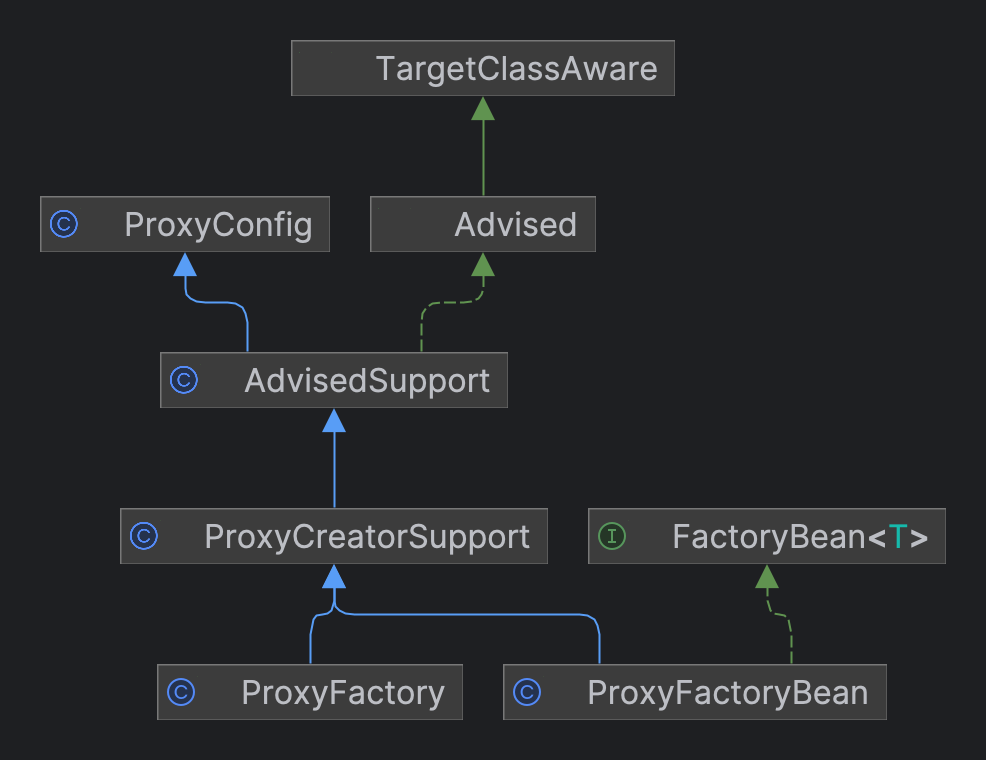 TargetClassAware
C ProxyConfig
Advised
C AdvisedSupport
C ProxyCreatorSupport
I FactoryBean<T>
C ProxyFactory
C ProxyFactoryBean